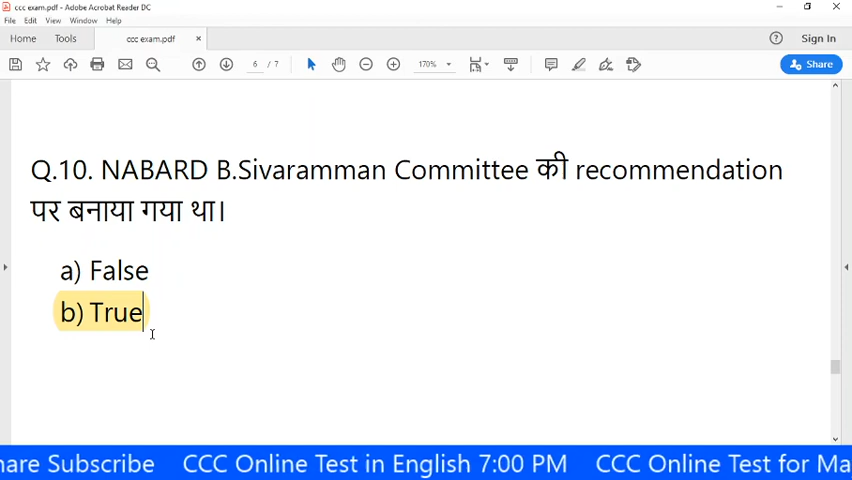 ccc exam.pdf - Adobe Acrobat Reader DC
File Edit View Window Help
Home Tools ccc exam.pdf × Sign In
6 / 7 170% Share
Q.10. NABARD B.Sivaramman Committee की recommendation
पर बनाया गया था।
a) False
b) True
hare Subscribe CCC Online Test in English 7:00 PM CCC Online Test for Ma